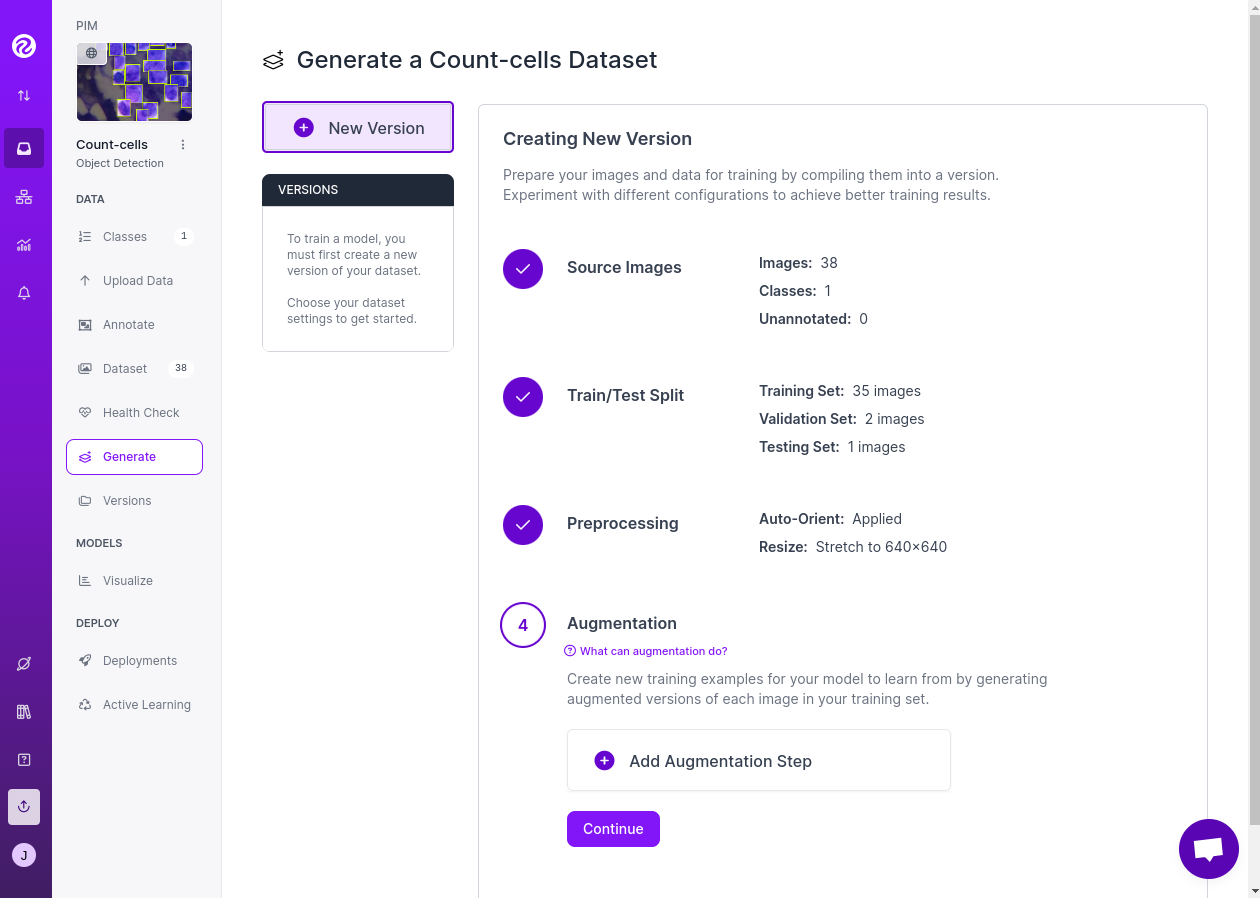 PIM
Count-cells
Object Detection
DATA
Classes 1
Upload Data
Annotate
Dataset 38
Health Check
Generate
Versions
MODELS
Visualize
DEPLOY
Deployments
Active Learning
J
Generate a Count-cells Dataset
New Version
VERSIONS
To train a model, you
must first create a new
version of your dataset.
Choose your dataset
settings to get started.
Creating New Version
Prepare your images and data for training by compiling them into a version.
Experiment with different configurations to achieve better training results.
Source Images
Images: 38
Classes: 1
Unannotated: 0
Train/Test Split
Training Set: 35 images
Validation Set: 2 images
Testing Set: 1 images
Preprocessing
Auto-Orient: Applied
Resize: Stretch to 640×640
4
Augmentation
What can augmentation do?
Create new training examples for your model to learn from by generating
augmented versions of each image in your training set.
Add Augmentation Step
Continue